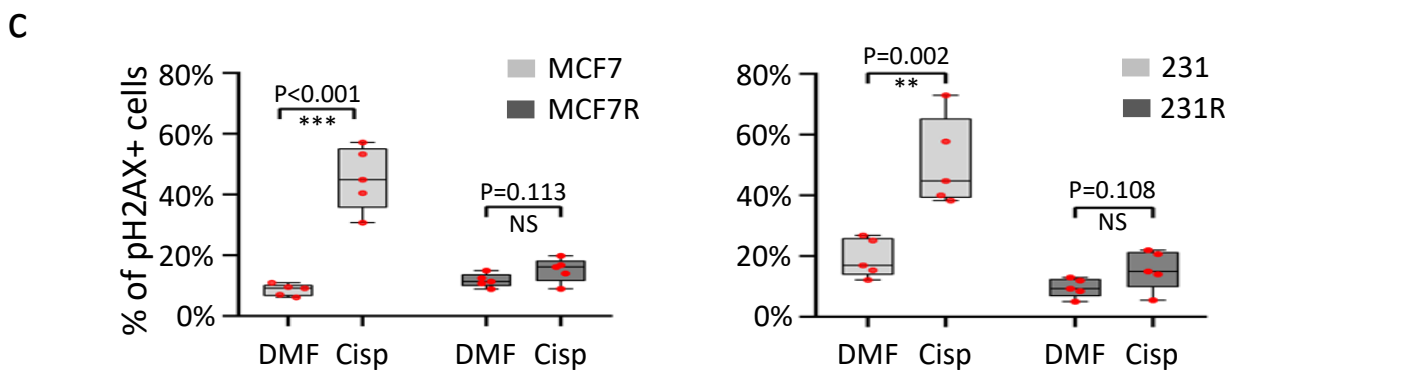 C
% of pH2AX+ cells
80%
60%
40%
20%
0%
P<0.001
***
P=0.113
NS
MCF7
MCF7R
DMF Cisp DMF Cisp
80%
60%
40%
20%
0%
P=0.002
**
P=0.108
NS
231
231R
DMF Cisp DMF Cisp